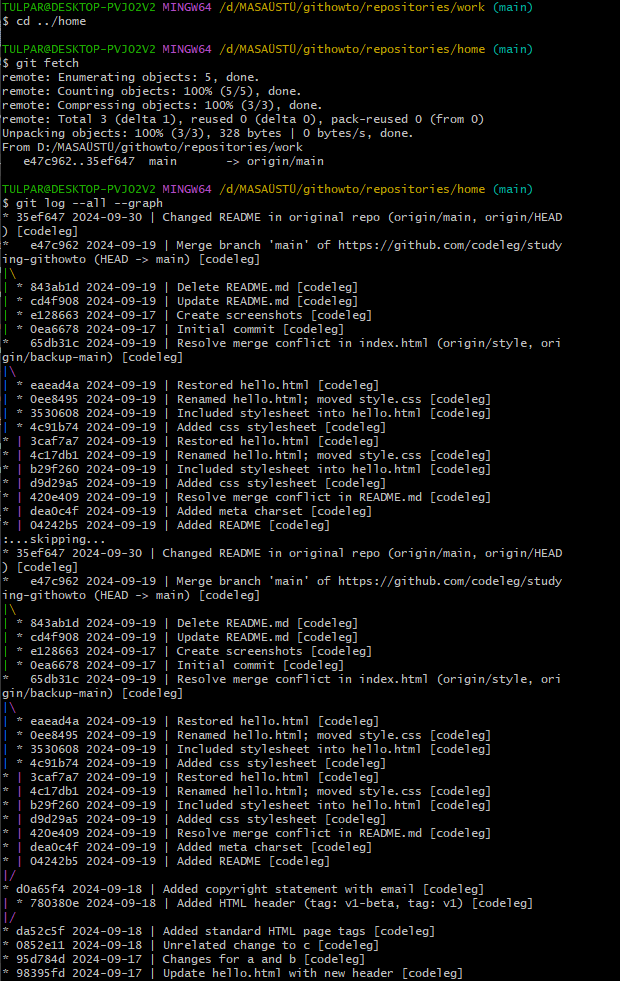 TULPAR@DESKTOP-PVJO2V2 MINGW64 /d/MASAÜSTÜ/githowto/repositories/work (main)
$ cd ../home

TULPAR@DESKTOP-PVJO2V2 MINGW64 /d/MASAÜSTÜ/githowto/repositories/home (main)
$ git fetch
remote: Enumerating objects: 5, done.
remote: Counting objects: 100% (5/5), done.
remote: Compressing objects: 100% (3/3), done.
remote: Total 3 (delta 1), reused 0 (delta 0), pack-reused 0 (from 0)
Unpacking objects: 100% (3/3), 328 bytes | 0 bytes/s, done.
From D:/MASAÜSTÜ/githowto/repositories/work
   e47c962..35ef647  main       -> origin/main

TULPAR@DESKTOP-PVJO2V2 MINGW64 /d/MASAÜSTÜ/githowto/repositories/home (main)
$ git log --all --graph
* 35ef647 2024-09-30 | Changed README in original repo (origin/main, origin/HEAD
) [codeleg]
*   e47c962 2024-09-19 | Merge branch 'main' of https://github.com/codeleg/study
ing-githowto (HEAD -> main) [codeleg]
|\
| * 843ab1d 2024-09-19 | Delete README.md [codeleg]
| * cd4f908 2024-09-19 | Update README.md [codeleg]
| * e128663 2024-09-17 | Create screenshots [codeleg]
| * 0ea6678 2024-09-17 | Initial commit [codeleg]
*   65db31c 2024-09-19 | Resolve merge conflict in index.html (origin/style, ori
gin/backup-main) [codeleg]
|\
| * eaead4a 2024-09-19 | Restored hello.html [codeleg]
| * 0ee8495 2024-09-19 | Renamed hello.html; moved style.css [codeleg]
| * 3530608 2024-09-19 | Included stylesheet into hello.html [codeleg]
| * 4c91b74 2024-09-19 | Added css stylesheet [codeleg]
* | 3caf7a7 2024-09-19 | Restored hello.html [codeleg]
* | 4c17db1 2024-09-19 | Renamed hello.html; moved style.css [codeleg]
* | b29f260 2024-09-19 | Included stylesheet into hello.html [codeleg]
* | d9d29a5 2024-09-19 | Added css stylesheet [codeleg]
* | 420e409 2024-09-19 | Resolve merge conflict in README.md [codeleg]
* | dea0c4f 2024-09-19 | Added meta charset [codeleg]
* | 04242b5 2024-09-19 | Added README [codeleg]
:...skipping...
* 35ef647 2024-09-30 | Changed README in original repo (origin/main, origin/HEAD
) [codeleg]
*   e47c962 2024-09-19 | Merge branch 'main' of https://github.com/codeleg/study
ing-githowto (HEAD -> main) [codeleg]
|\
| * 843ab1d 2024-09-19 | Delete README.md [codeleg]
| * cd4f908 2024-09-19 | Update README.md [codeleg]
| * e128663 2024-09-17 | Create screenshots [codeleg]
| * 0ea6678 2024-09-17 | Initial commit [codeleg]
*   65db31c 2024-09-19 | Resolve merge conflict in index.html (origin/style, ori
gin/backup-main) [codeleg]
|\
| * eaead4a 2024-09-19 | Restored hello.html [codeleg]
| * 0ee8495 2024-09-19 | Renamed hello.html; moved style.css [codeleg]
| * 3530608 2024-09-19 | Included stylesheet into hello.html [codeleg]
| * 4c91b74 2024-09-19 | Added css stylesheet [codeleg]
* | 3caf7a7 2024-09-19 | Restored hello.html [codeleg]
* | 4c17db1 2024-09-19 | Renamed hello.html; moved style.css [codeleg]
* | b29f260 2024-09-19 | Included stylesheet into hello.html [codeleg]
* | d9d29a5 2024-09-19 | Added css stylesheet [codeleg]
* | 420e409 2024-09-19 | Resolve merge conflict in README.md [codeleg]
* | dea0c4f 2024-09-19 | Added meta charset [codeleg]
* | 04242b5 2024-09-19 | Added README [codeleg]
|/
* d0a65f4 2024-09-18 | Added copyright statement with email [codeleg]
| * 780380e 2024-09-18 | Added HTML header (tag: v1-beta, tag: v1) [codeleg]
|/
* da52c5f 2024-09-18 | Added standard HTML page tags [codeleg]
* 0852e11 2024-09-18 | Unrelated change to c [codeleg]
* 95d784d 2024-09-17 | Changes for a and b [codeleg]
* 98395fd 2024-09-17 | Update hello.html with new header [codeleg]